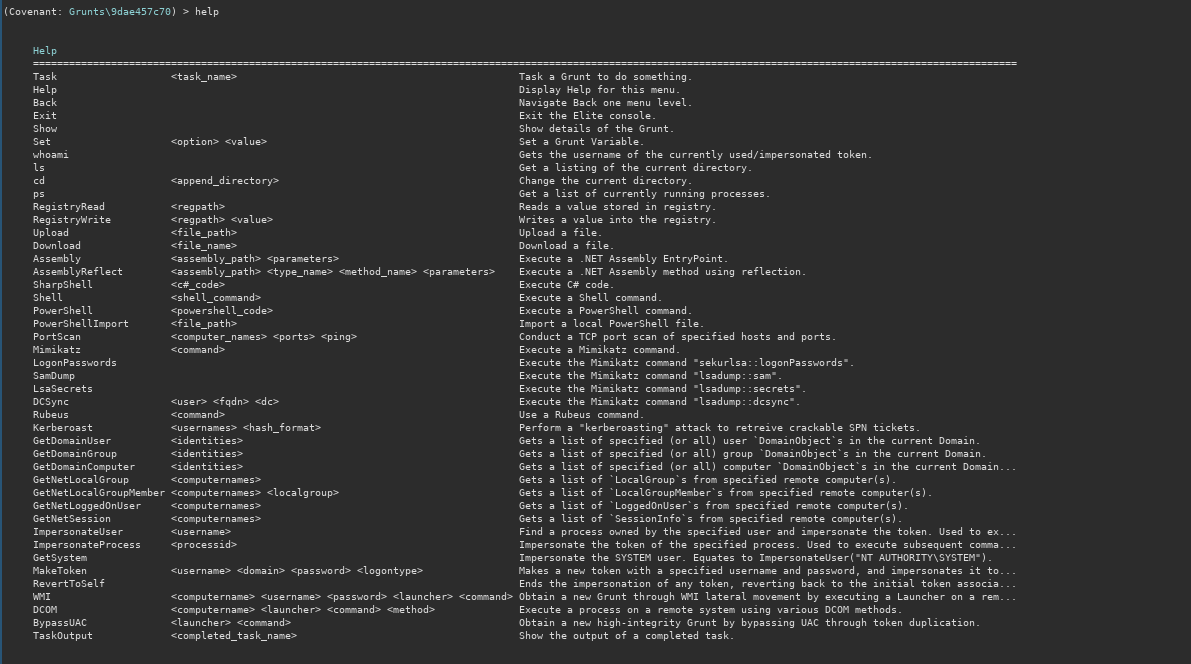 (Covenant: Grunts\9dae457c70) > help
Help
====================================================================================================================================================================
Task <task_name> Task a Grunt to do something.
Help Display Help for this menu.
Back Navigate Back one menu level.
Exit Exit the Elite console.
Show Show details of the Grunt.
Set <option> <value> Set a Grunt Variable.
whoami Gets the username of the currently used/impersonated token.
ls Get a listing of the current directory.
cd <append_directory> Change the current directory.
ps Get a list of currently running processes.
RegistryRead <regpath> Reads a value stored in registry.
RegistryWrite <regpath> <value> Writes a value into the registry.
Upload <file_path> Upload a file.
Download <file_name> Download a file.
Assembly <assembly_path> <parameters> Execute a .NET Assembly EntryPoint.
AssemblyReflect <assembly_path> <type_name> <method_name> <parameters> Execute a .NET Assembly method using reflection.
SharpShell <c#_code> Execute C# code.
Shell <shell_command> Execute a Shell command.
PowerShell <powershell_code> Execute a PowerShell command.
PowerShellImport <file_path> Import a local PowerShell file.
PortScan <computer_names> <ports> <ping> Conduct a TCP port scan of specified hosts and ports.
Mimikatz <command> Execute a Mimikatz command.
LogonPasswords Execute the Mimikatz command "sekurlsa::logonPasswords".
SamDump Execute the Mimikatz command "lsadump::sam".
LsaSecrets Execute the Mimikatz command "lsadump::secrets".
DCSync <user> <fqdn> <dc> Execute the Mimikatz command "lsadump::dcsync".
Rubeus <command> Use a Rubeus command.
Kerberoast <usernames> <hash_format> Perform a "kerberoasting" attack to retreive crackable SPN tickets.
GetDomainUser <identities> Gets a list of specified (or all) user `DomainObject`s in the current Domain.
GetDomainGroup <identities> Gets a list of specified (or all) group `DomainObject`s in the current Domain.
GetDomainComputer <identities> Gets a list of specified (or all) computer `DomainObject`s in the current Domain...
GetNetLocalGroup <computernames> Gets a list of `LocalGroup`s from specified remote computer(s).
GetNetLocalGroupMember <computernames> <localgroup> Gets a list of `LocalGroupMember`s from specified remote computer(s).
GetNetLoggedOnUser <computernames> Gets a list of `LoggedOnUser`s from specified remote computer(s).
GetNetSession <computernames> Gets a list of `SessionInfo`s from specified remote computer(s).
ImpersonateUser <username> Find a process owned by the specified user and impersonate the token. Used to ex...
ImpersonateProcess <processid> Impersonate the token of the specified process. Used to execute subsequent comma...
GetSystem Impersonate the SYSTEM user. Equates to ImpersonateUser("NT AUTHORITY\SYSTEM").
MakeToken <username> <domain> <password> <logontype> Makes a new token with a specified username and password, and impersonates it to...
RevertToSelf Ends the impersonation of any token, reverting back to the initial token associa...
WMI <computername> <username> <password> <launcher> <command> Obtain a new Grunt through WMI lateral movement by executing a Launcher on a rem...
DCOM <computername> <launcher> <command> <method> Execute a process on a remote system using various DCOM methods.
BypassUAC <launcher> <command> Obtain a new high-integrity Grunt by bypassing UAC through token duplication.
TaskOutput <completed_task_name> Show the output of a completed task.